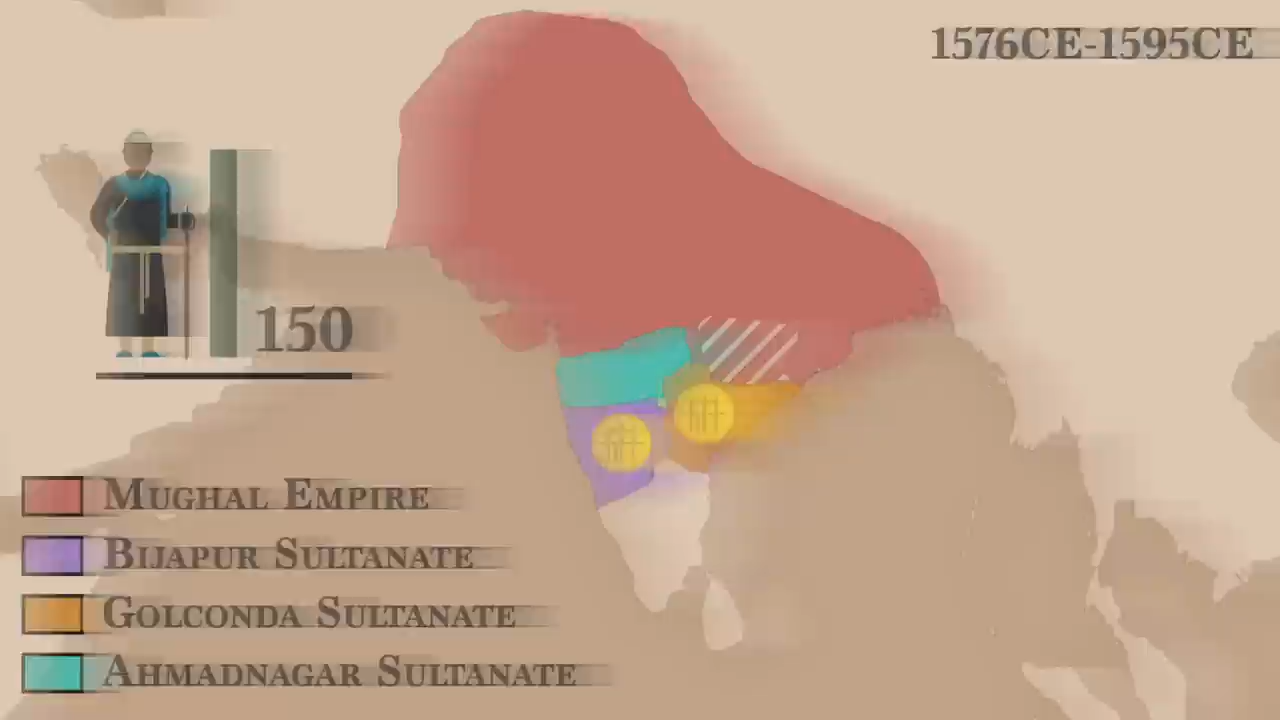 1576CE-1595CE
150
Mughal Empire
Bijapur Sultanate
Golconda Sultanate
Ahmadnagar Sultanate